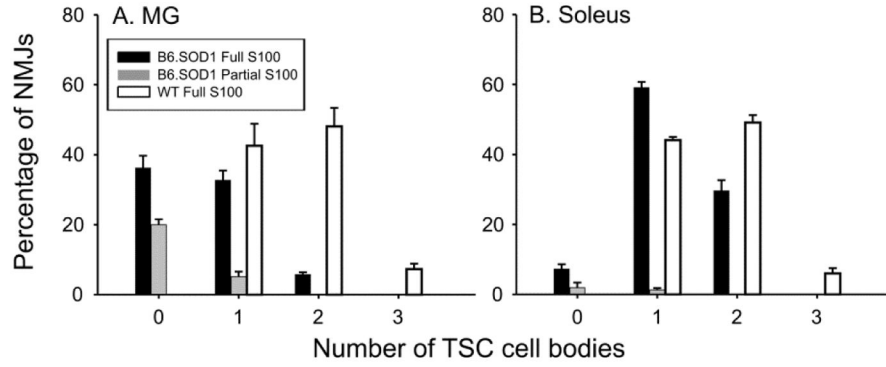 A. MG
B. Soleus
B6.SOD1 Full S100
B6.SOD1 Partial S100
WT Full S100
Percentage of NMJs
80
60
40
20
0
0 1 2 3
80
60
40
20
0
0 1 2 3
Number of TSC cell bodies